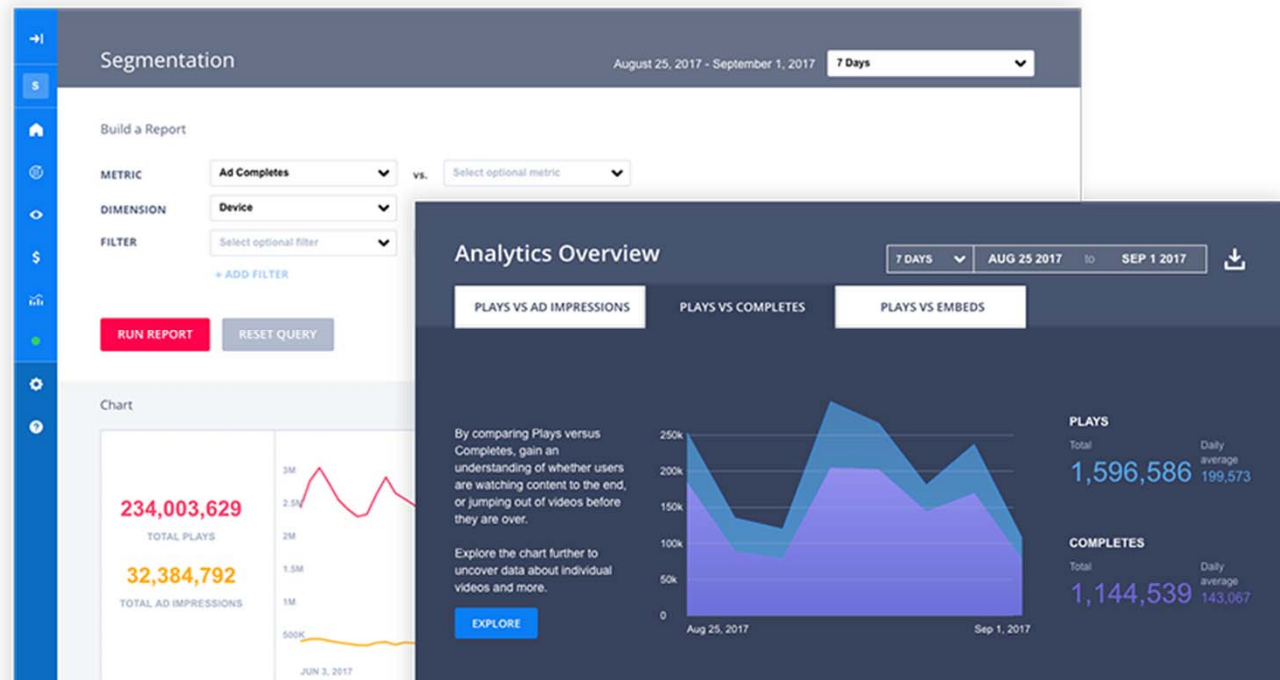 S
Segmentation
August 25, 2017 - September 1, 2017
7 Days
Build a Report
METRIC
Ad Completes
vs.
Select optional metric
DIMENSION
Device
FILTER
Select optional filter
+ ADD FILTER
RUN REPORT
RESET QUERY
Chart
234,003,629
TOTAL PLAYS
32,384,792
TOTAL AD IMPRESSIONS
3M
2.5M
2M
1.5M
1M
500K
JUN 3, 2017
Analytics Overview
7 DAYS
AUG 25 2017
to
SEP 1 2017
PLAYS VS AD IMPRESSIONS
PLAYS VS COMPLETES
PLAYS VS EMBEDS
By comparing Plays versus
Completes, gain an
understanding of whether users
are watching content to the end,
or jumping out of videos before
they are over.
Explore the chart further to
uncover data about individual
videos and more.
EXPLORE
250k
200k
150k
100k
50k
0
Aug 25, 2017
Sep 1, 2017
PLAYS
Total
1,596,586
Daily
average
199,573
COMPLETES
Total
1,144,539
Daily
average
143,067